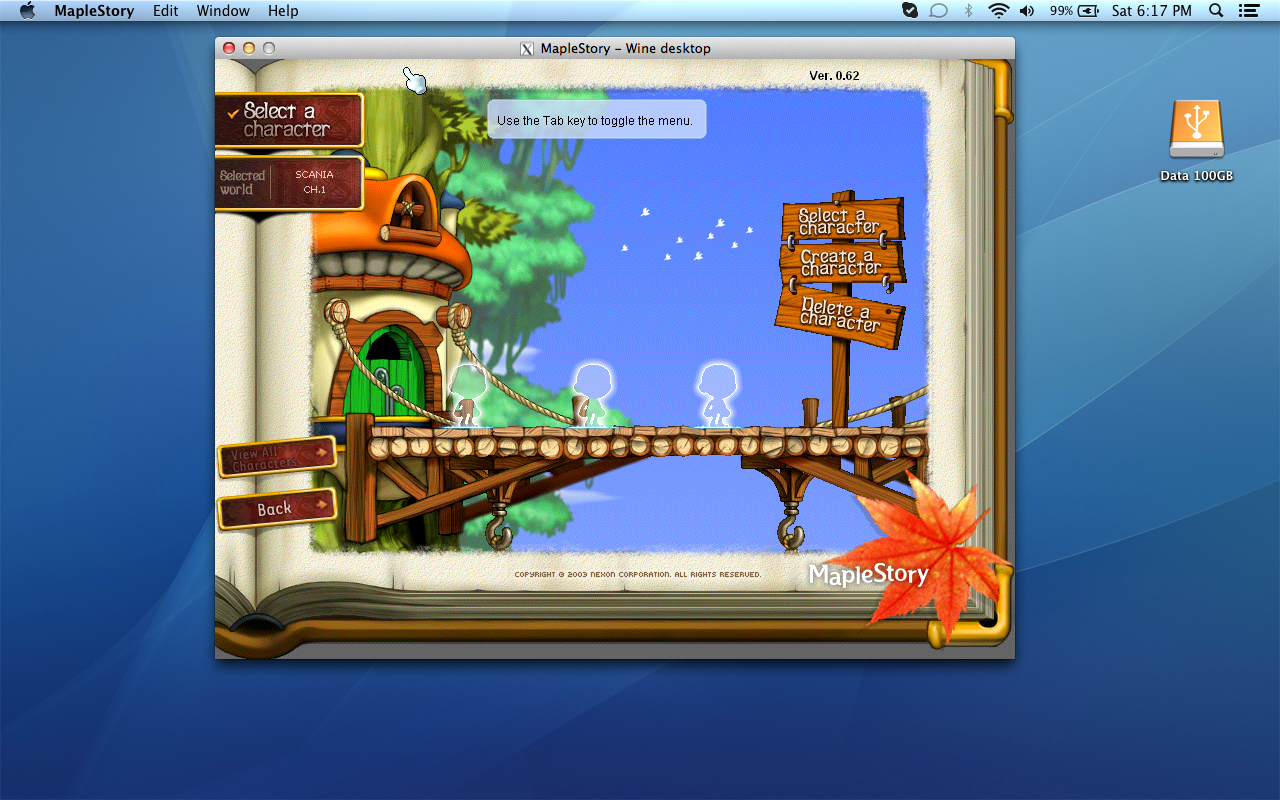 MapleStory Edit Window Help 99% Sat 6:17 PM
MapleStory – Wine desktop
Ver. 0.62
Select a
character
Use the Tab key to toggle the menu.
Selected
world
SCANIA
CH.1
Select a
character
Create a
character
Delete a
character
Data 100GB
View All
Characters
Back
COPYRIGHT © 2003 NEXON CORPORATION. ALL RIGHTS RESERVED.
MapleStory